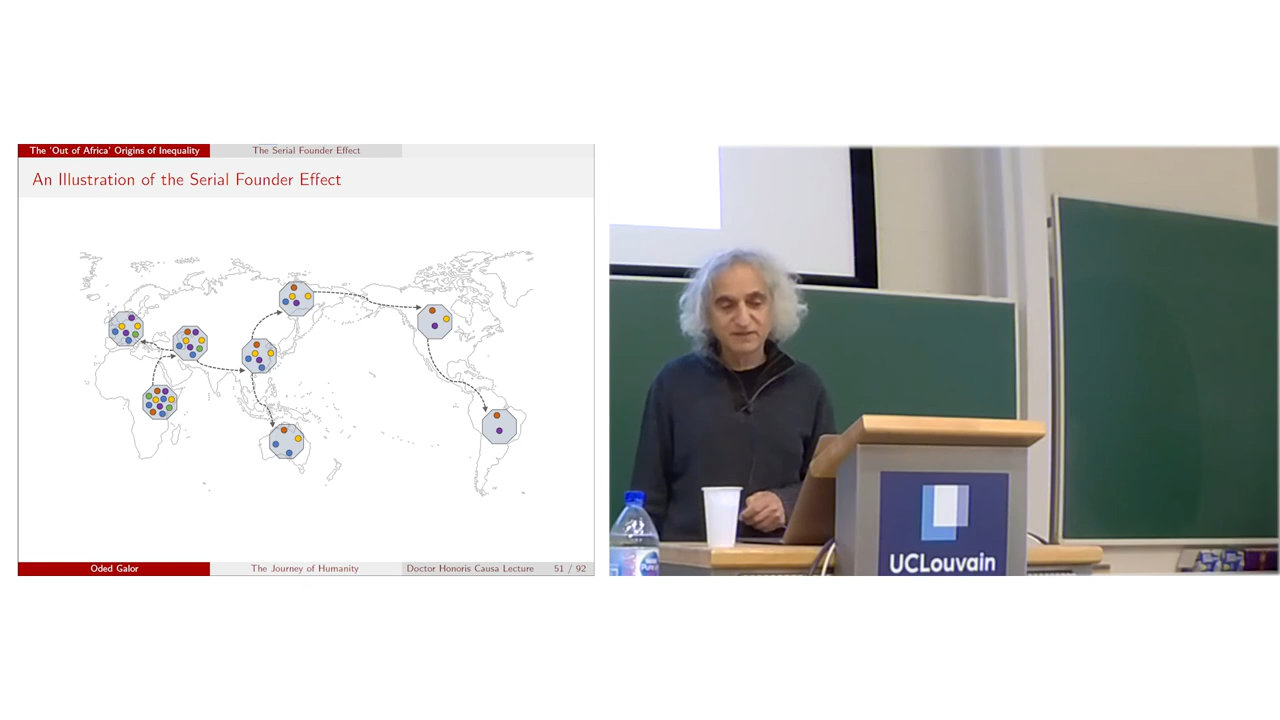 The 'Out of Africa' Origins of Inequality
The Serial Founder Effect
An Illustration of the Serial Founder Effect
Oded Galor
The Journey of Humanity
Doctor Honoris Causa Lecture
51 / 92
UCLouvain